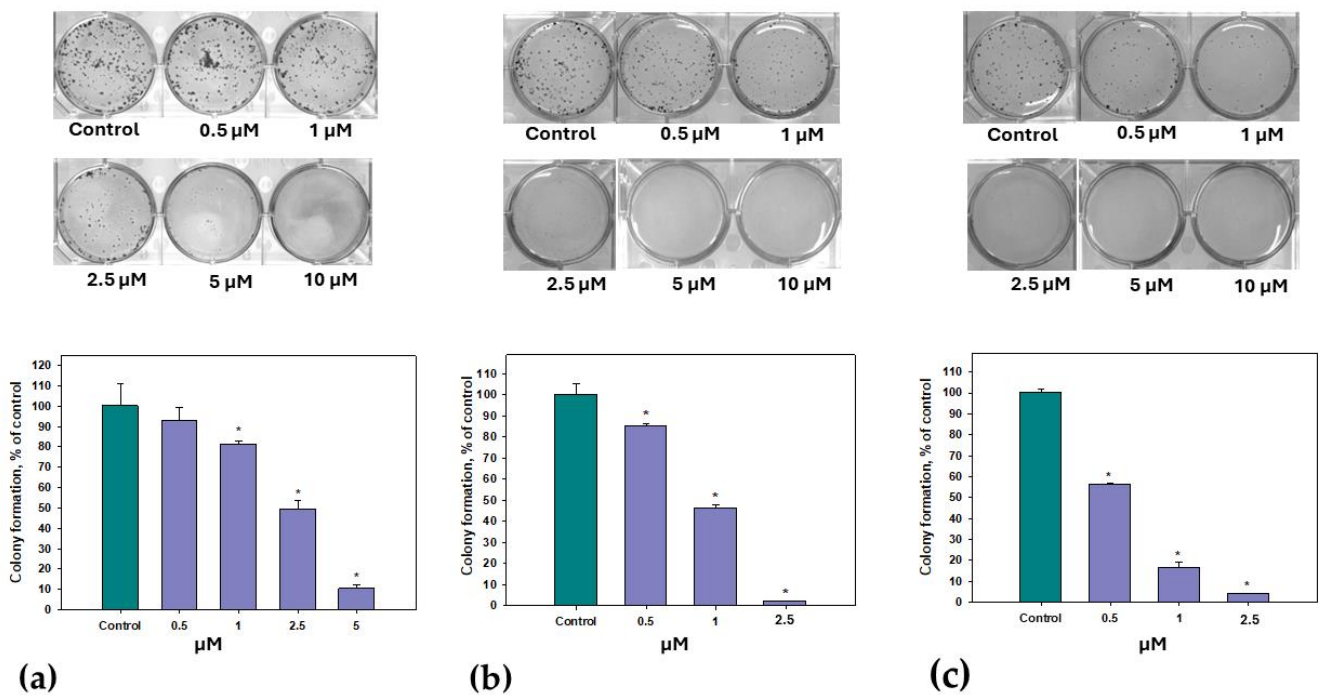 Control 0.5 µM 1 µM
2.5 µM 5 µM 10 µM
Colony formation, % of control
120
110
100
90
80
70
60
50
40
30
20
10
0
*
*
*
Control 0.5 1 2.5 5
µM
(a)
Control 0.5 µM 1 µM
2.5 µM 5 µM 10 µM
Colony formation, % of control
110
100
90
80
70
60
50
40
30
20
10
0
*
*
*
Control 0.5 1 2.5
µM
(b)
Control 0.5 µM 1 µM
2.5 µM 5 µM 10 µM
Colony formation, % of control
110
100
90
80
70
60
50
40
30
20
10
0
*
*
*
Control 0.5 1 2.5
µM
(c)